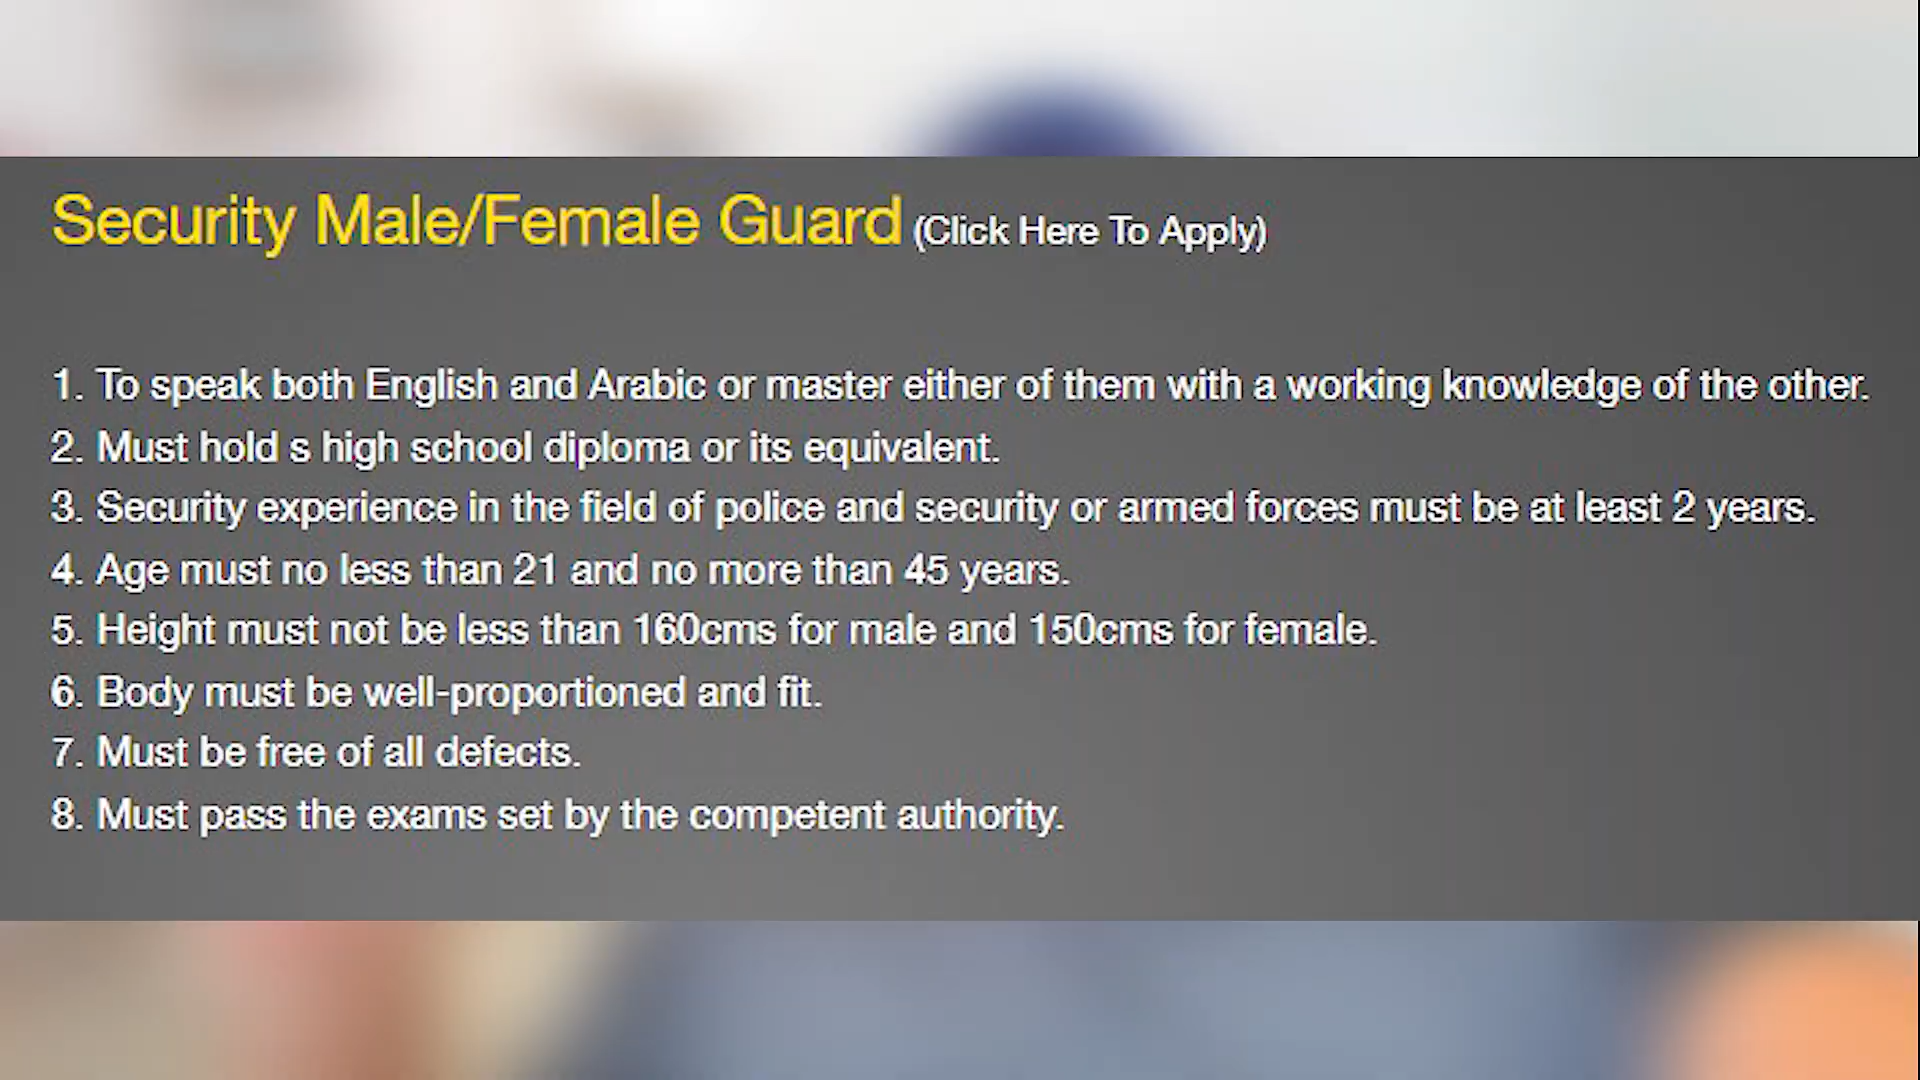 Security Male/Female Guard (Click Here To Apply)
1. To speak both English and Arabic or master either of them with a working knowledge of the other.
2. Must hold s high school diploma or its equivalent.
3. Security experience in the field of police and security or armed forces must be at least 2 years.
4. Age must no less than 21 and no more than 45 years.
5. Height must not be less than 160cms for male and 150cms for female.
6. Body must be well-proportioned and fit.
7. Must be free of all defects.
8. Must pass the exams set by the competent authority.